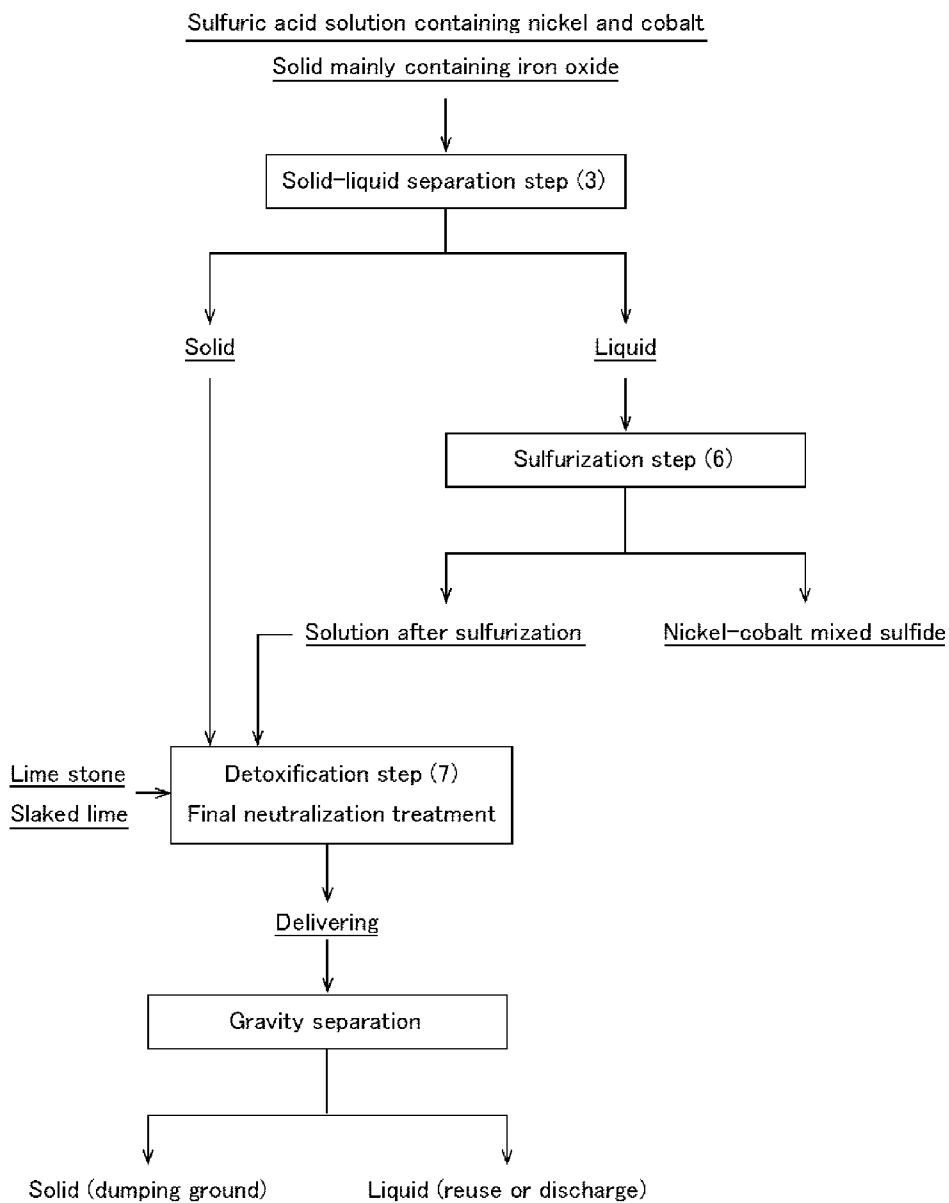 Sulfuric acid solution containing nickel and cobalt
Solid mainly containing iron oxide
Solid-liquid separation step (3)
Solid
Liquid
Sulfurization step (6)
Solution after sulfurization
Nickel-cobalt mixed sulfide
Lime stone
Slaked lime
Detoxification step (7)
Final neutralization treatment
Delivering
Gravity separation
Solid (dumping ground)
Liquid (reuse or discharge)